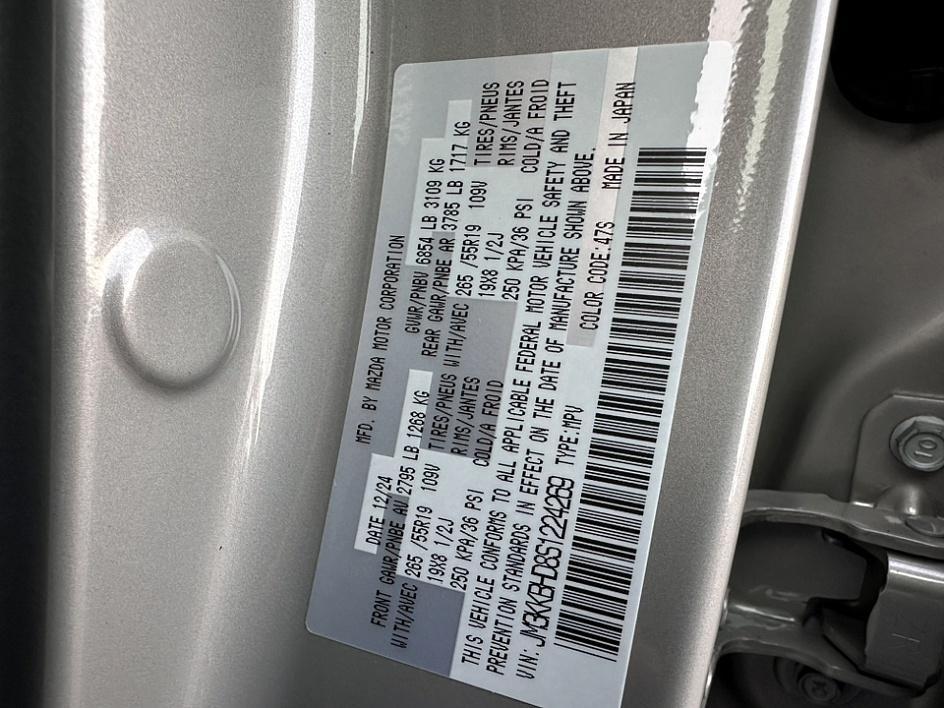 MFD. BY MAZDA MOTOR CORPORATION
DATE 12/24 GVWR/PNBV 6854 LB 3109 KG
FRONT GAWR/PNBE AV 2795 LB 1268 KG REAR GAWR/PNBE AR 3785 LB 1717 KG
WITH/AVEC 265 /55R19 109V TIRES/PNEUS WITH/AVEC 265 /55R19 109V TIRES/PNEUS
19X8 1/2J RIMS/JANTES 19X8 1/2J RIMS/JANTES
250 KPA/36 PSI COLD/A FROID 250 KPA/36 PSI COLD/A FROID
THIS VEHICLE CONFORMS TO ALL APPLICABLE FEDERAL MOTOR VEHICLE SAFETY AND THEFT
PREVENTION STANDARDS IN EFFECT ON THE DATE OF MANUFACTURE SHOWN ABOVE.
VIN: JM3KKBHD8S1224269 TYPE:MPV COLOR CODE:47S MADE IN JAPAN
10